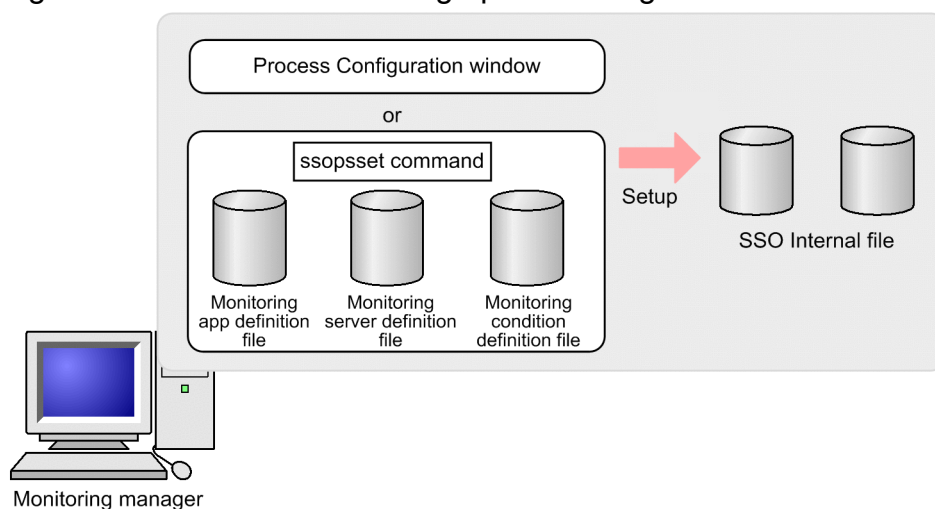 Process Configuration window
or
ssopsset command
Setup
SSO Internal file
Monitoring
app definition
file
Monitoring
server definition
file
Monitoring
condition
definition file
Monitoring manager